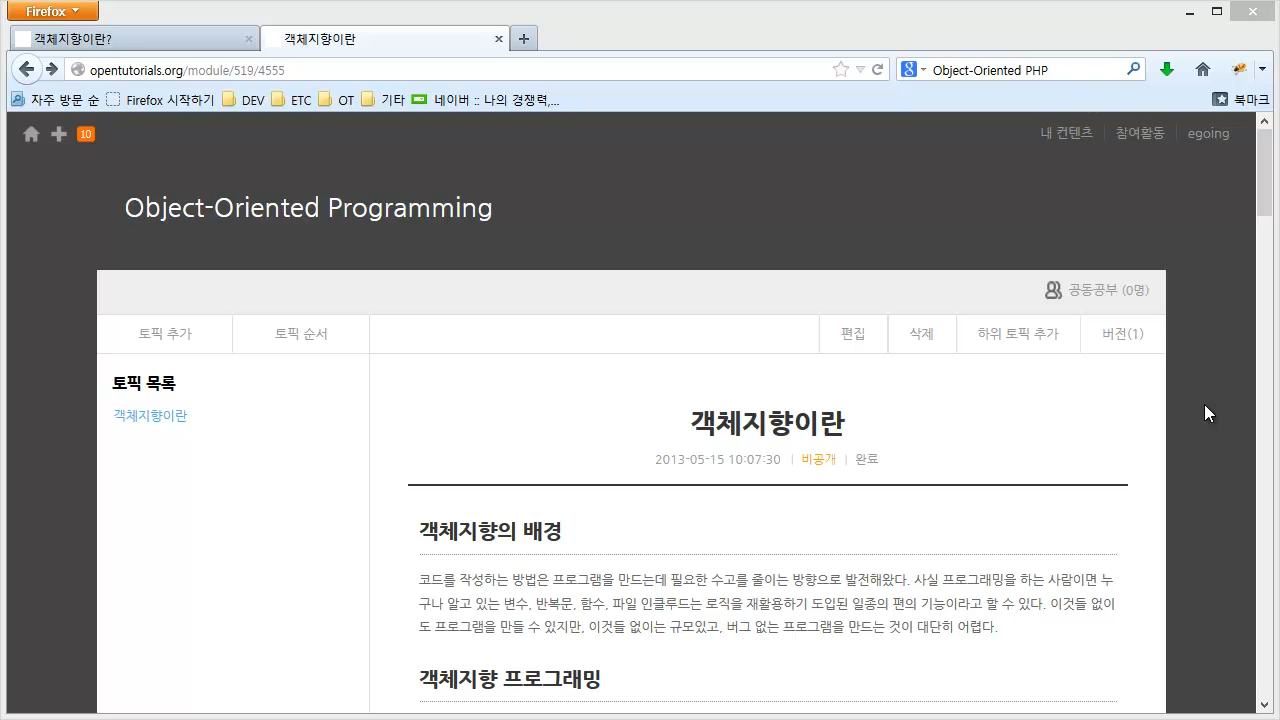 Firefox
객체지향이란?
객체지향이란
opentutorials.org/module/519/4555
Object-Oriented PHP
자주 방문 순 Firefox 시작하기 DEV ETC OT 기타 네이버 :: 나의 경쟁력,... 북마크
10
내 컨텐츠 참여활동 egoing
Object-Oriented Programming
공동공부 (0명)
토픽 추가 토픽 순서 편집 삭제 하위 토픽 추가 버전(1)
토픽 목록
객체지향이란
객체지향이란
2013-05-15 10:07:30 | 비공개 | 완료
객체지향의 배경
코드를 작성하는 방법은 프로그램을 만드는데 필요한 수고를 줄이는 방향으로 발전해왔다. 사실 프로그래밍을 하는 사람이면 누
구나 알고 있는 변수, 반복문, 함수, 파일 인클루드는 로직을 재활용하기 도입된 일종의 편의 기능이라고 할 수 있다. 이것들 없이
도 프로그램을 만들 수 있지만, 이것들 없이는 규모있고, 버그 없는 프로그램을 만드는 것이 대단히 어렵다.
객체지향 프로그래밍